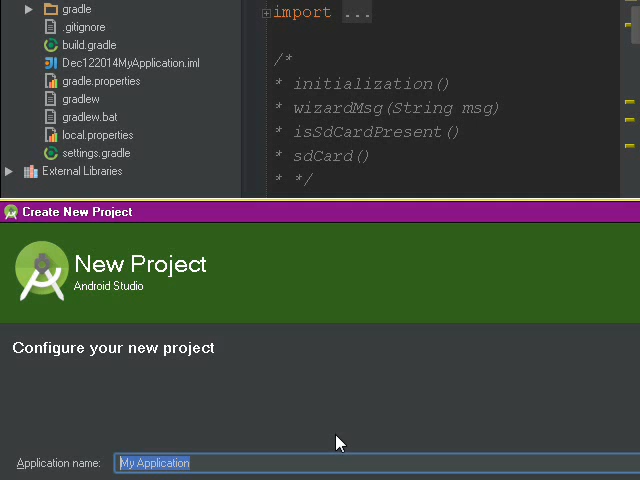 gradle
.gitignore
build.gradle
Dec122014MyApplication.iml
gradle.properties
gradlew
gradlew.bat
local.properties
settings.gradle
External Libraries
import ...
/*
* initialization()
* wizardMsg(String msg)
* isSdCardPresent()
* sdCard()
* */
Create New Project
New Project
Android Studio
Configure your new project
Application name: My Application